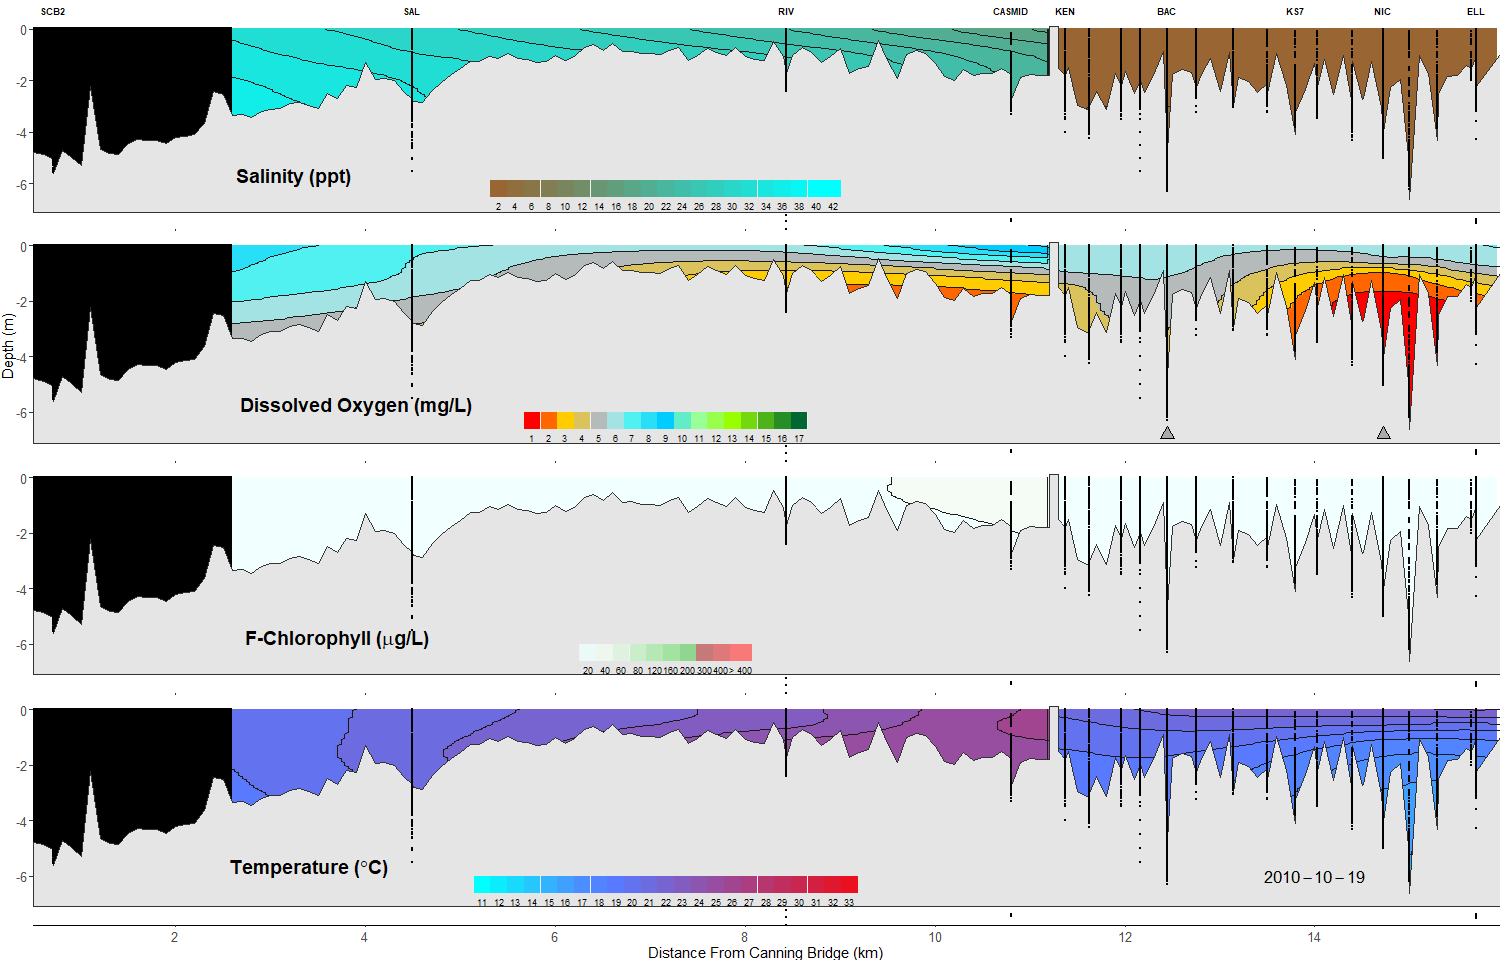 SCB2 SAL RIV CASMID KEN BAC KS7 NIC ELL
0
-2
-4
-6
Salinity (ppt)
2 4 6 8 10 12 14 16 18 20 22 24 26 28 30 32 34 36 38 40 42
0
-2
-4
-6
Depth (m)
Dissolved Oxygen (mg/L)
1 2 3 4 5 6 7 8 9 10 11 12 13 14 15 16 17
0
-2
-4
-6
F-Chlorophyll (µg/L)
20 40 60 80 120 160 200 300 400 > 400
0
-2
-4
-6
Temperature (°C)
2010-10-19
11 12 13 14 15 16 17 18 19 20 21 22 23 24 25 26 27 28 29 30 31 32 33
2 4 6 8 10 12 14
Distance From Canning Bridge (km)